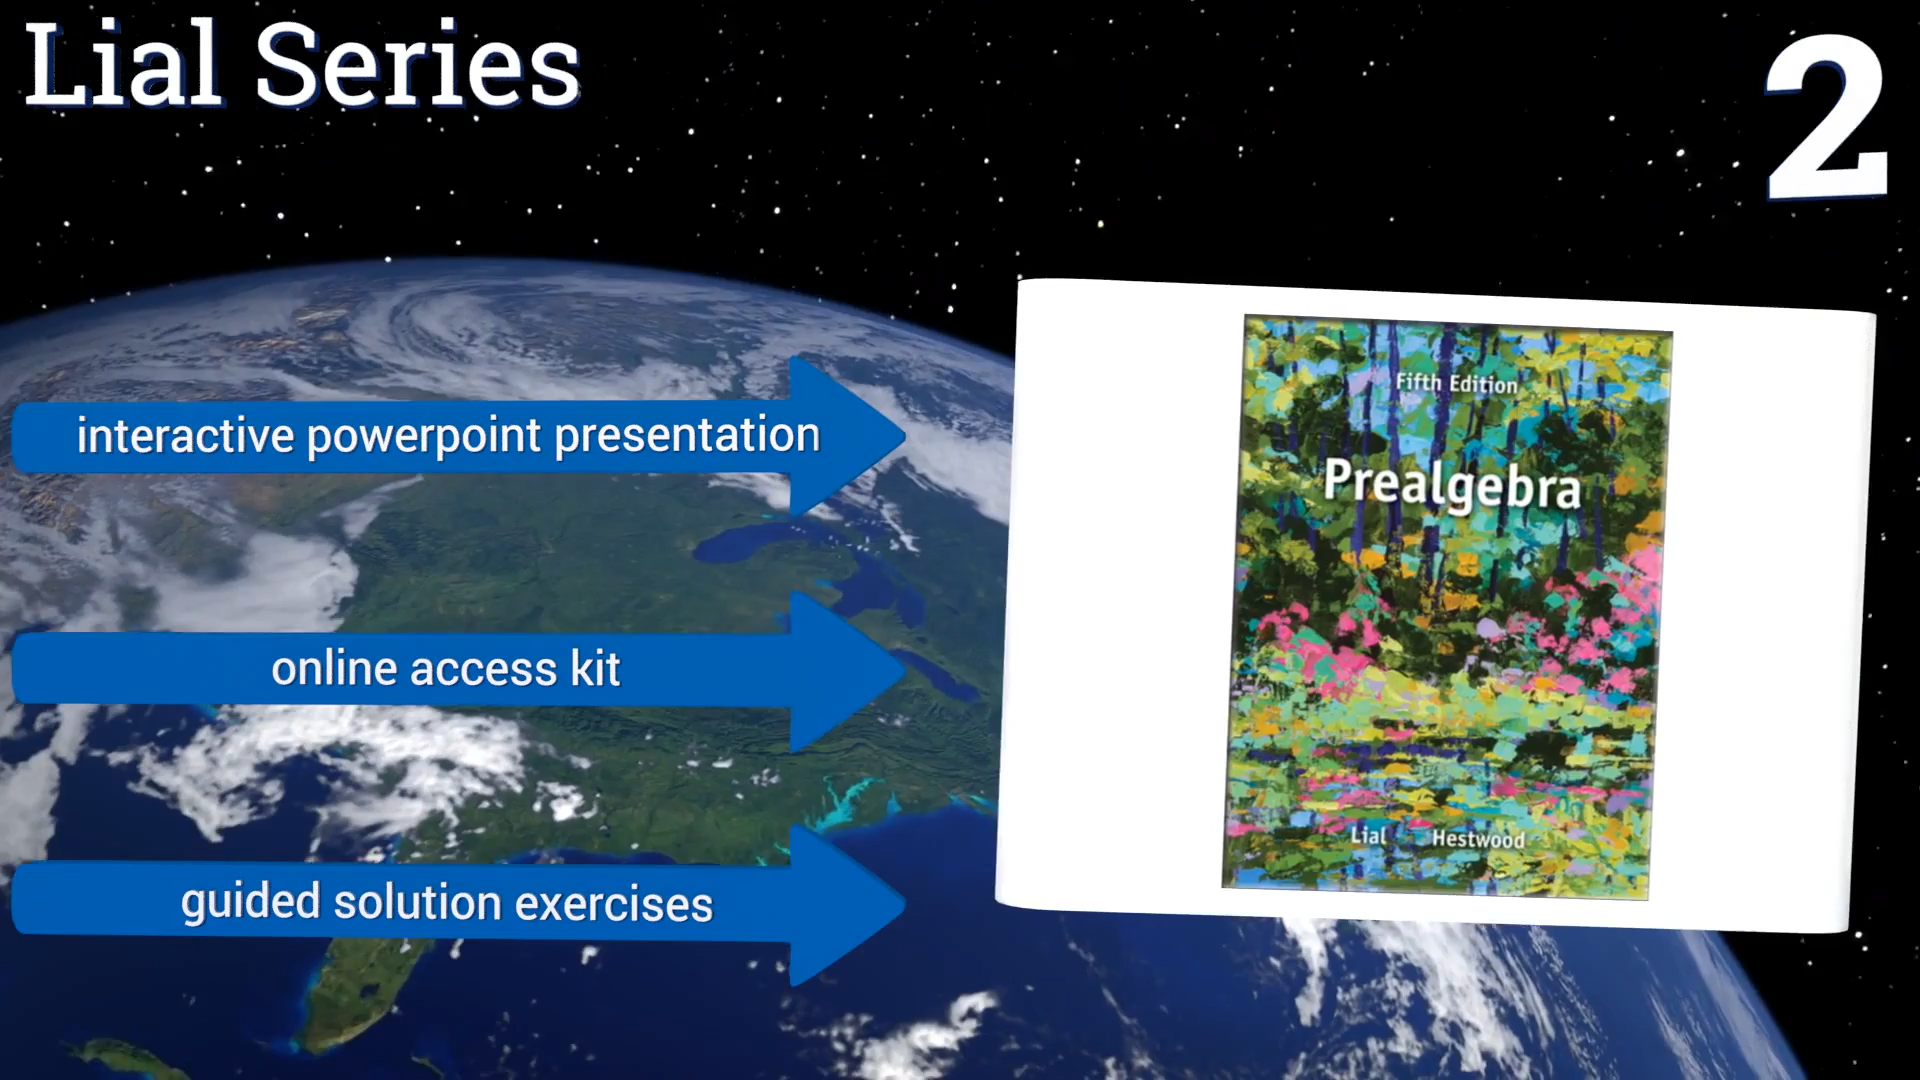 Lial Series
2
interactive powerpoint presentation
online access kit
guided solution exercises
Fifth Edition
Prealgebra
Lial Hestwood